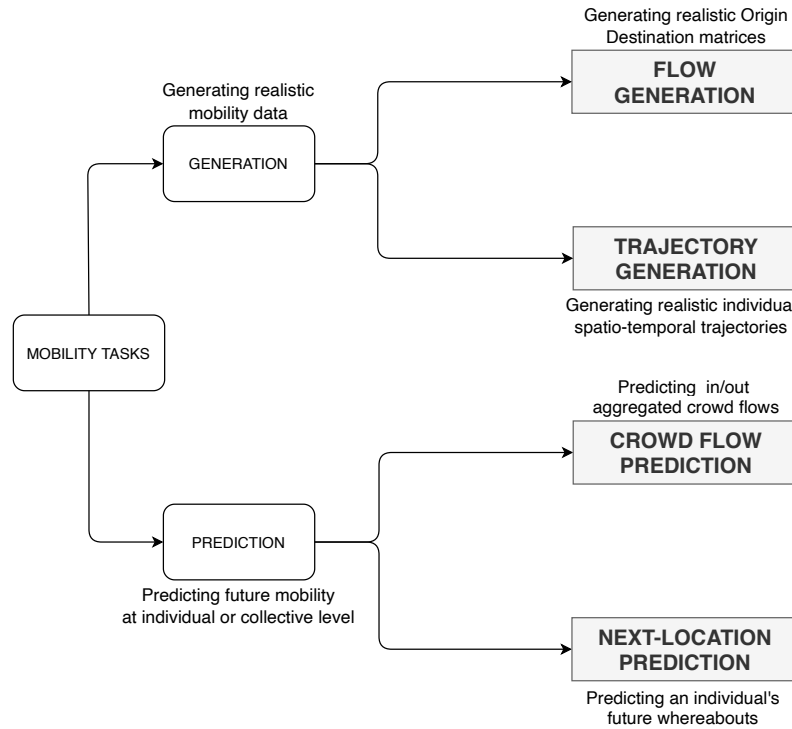 Generating realistic Origin
Destination matrices
FLOW
GENERATION
Generating realistic
mobility data
GENERATION
TRAJECTORY
GENERATION
Generating realistic individua
spatio-temporal trajectories
MOBILITY TASKS
Predicting in/out
aggregated crowd flows
CROWD FLOW
PREDICTION
PREDICTION
Predicting future mobility
at individual or collective level
NEXT-LOCATION
PREDICTION
Predicting an individual's
future whereabouts